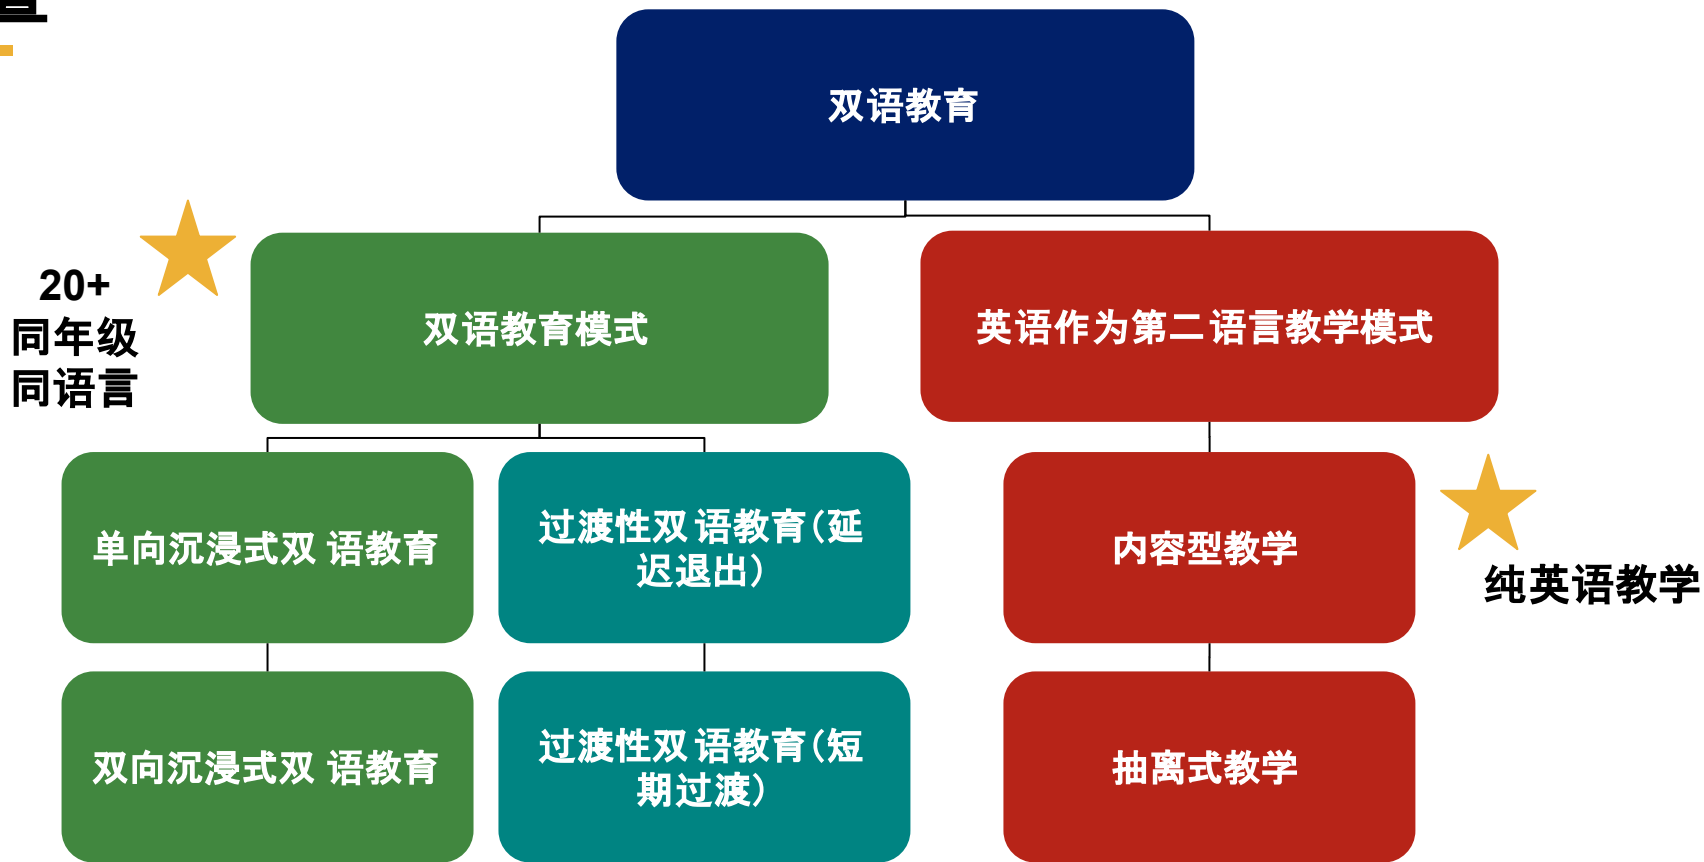 双语教育
20+
同年级
同语言
双语教育模式
英语作为第二语言教学模式
单向沉浸式双 语教育
过渡性双 语教育（延
迟退出）
内容型教学
纯英语教学
双向沉浸式双 语教育
过渡性双 语教育（短
期过渡）
抽离式教学